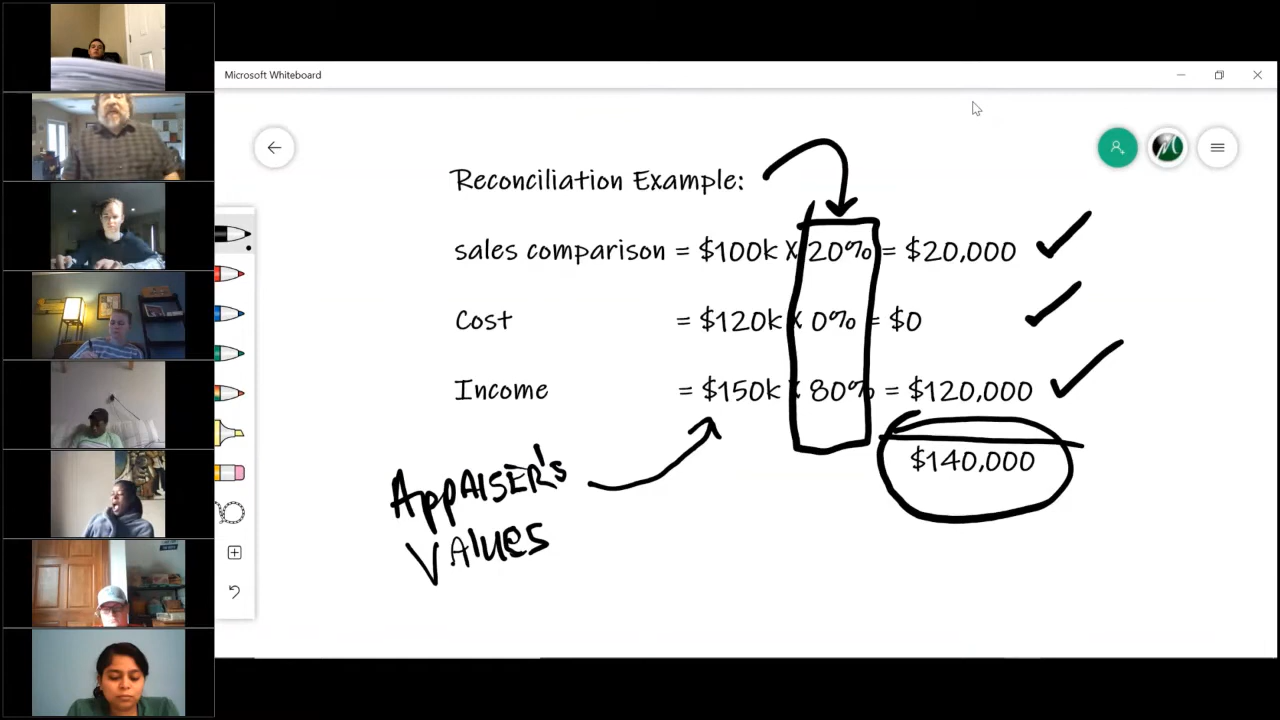 Microsoft Whiteboard
Reconciliation Example:
sales comparison = $100k x 20% = $20,000
Cost = $120k x 0% = $0
Income = $150k x 80% = $120,000
$140,000
APPAISER's
VALUES